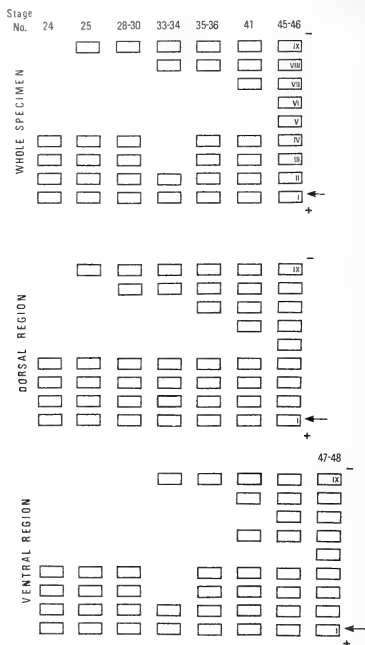 Stage
No. 24 25 28-30 33-34 35-36 41 45-46
WHOLE SPECIMEN
−
IX
VIII
VII
VI
V
IV
III
II
I
+
DORSAL REGION
−
IX
I
+
47-48
VENTRAL REGION
−
IX
I
+